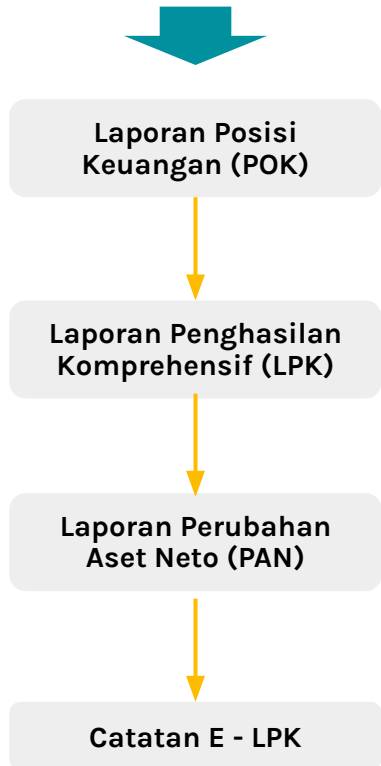 Laporan Posisi
Keuangan (POK)
Laporan Penghasilan
Komprehensif (LPK)
Laporan Perubahan
Aset Neto (PAN)
Catatan E - LPK